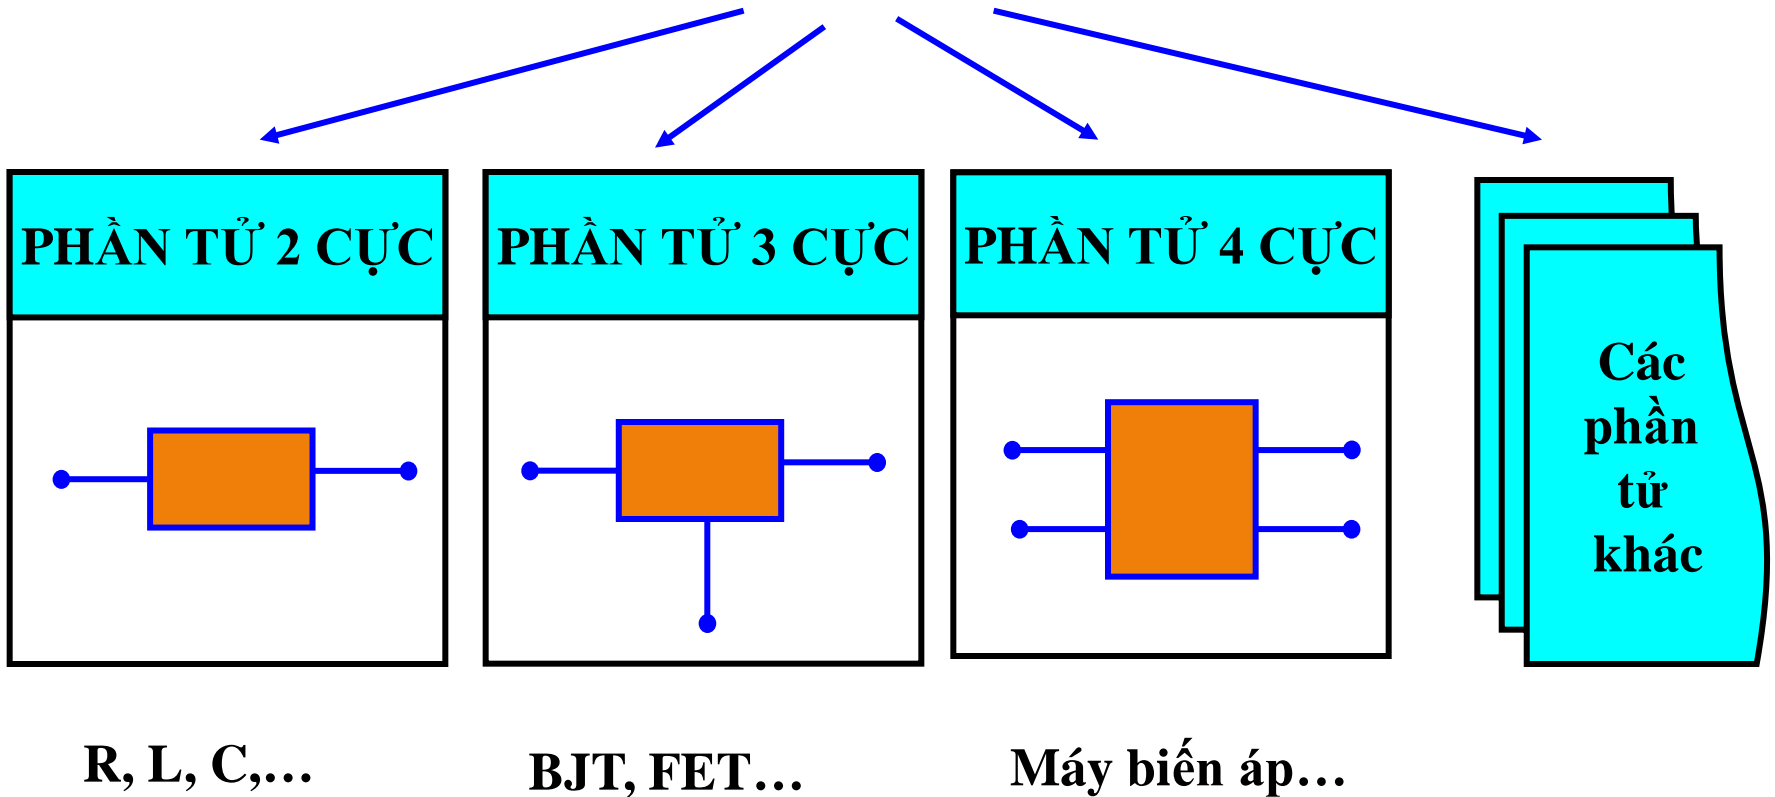 PHẦN TỬ 2 CỰC
PHẦN TỬ 3 CỰC
PHẦN TỬ 4 CỰC
Các
phần
tử
khác
R, L, C,…
BJT, FET…
Máy biến áp…